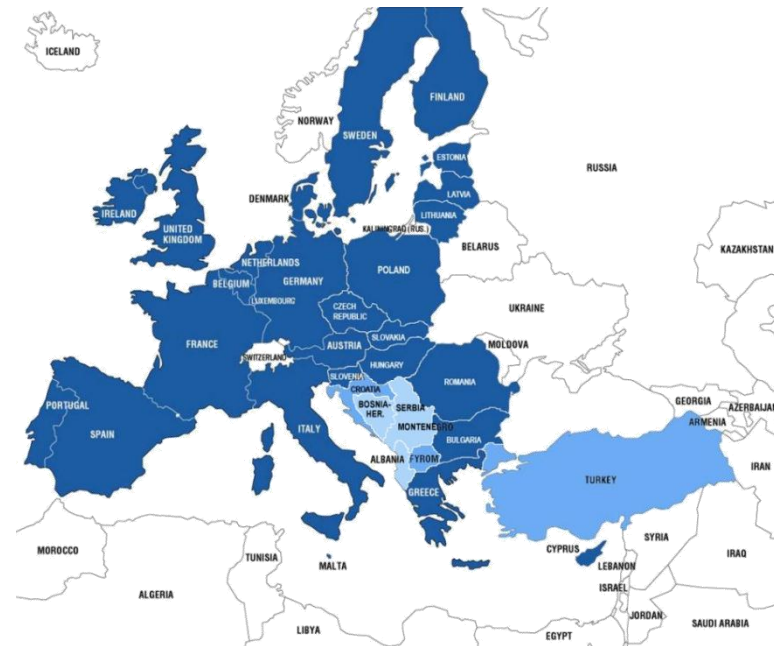 ICELAND
FINLAND
NORWAY
SWEDEN
ESTONIA
RUSSIA
LATVIA
DENMARK
LITHUANIA
IRELAND
UNITED
KINGDOM
KALININGRAD (RUS.)
BELARUS
KAZAKHSTAN
NETHERLANDS
POLAND
BELGIUM
GERMANY
LUXEMBOURG
CZECH
REPUBLIC
UKRAINE
SLOVAKIA
FRANCE
AUSTRIA
MOLDOVA
SWITZERLAND
HUNGARY
SLOVENIA
ROMANIA
CROATIA
PORTUGAL
BOSNIA-
HER.
SERBIA
GEORGIA
AZERBAIJAN
SPAIN
ITALY
MONTENEGRO
ARMENIA
BULGARIA
ALBANIA
FYROM
IRAN
TURKEY
GREECE
MOROCCO
TUNISIA
MALTA
CYPRUS
SYRIA
IRAQ
LEBANON
ALGERIA
ISRAEL
JORDAN
SAUDI ARABIA
LIBYA
EGYPT